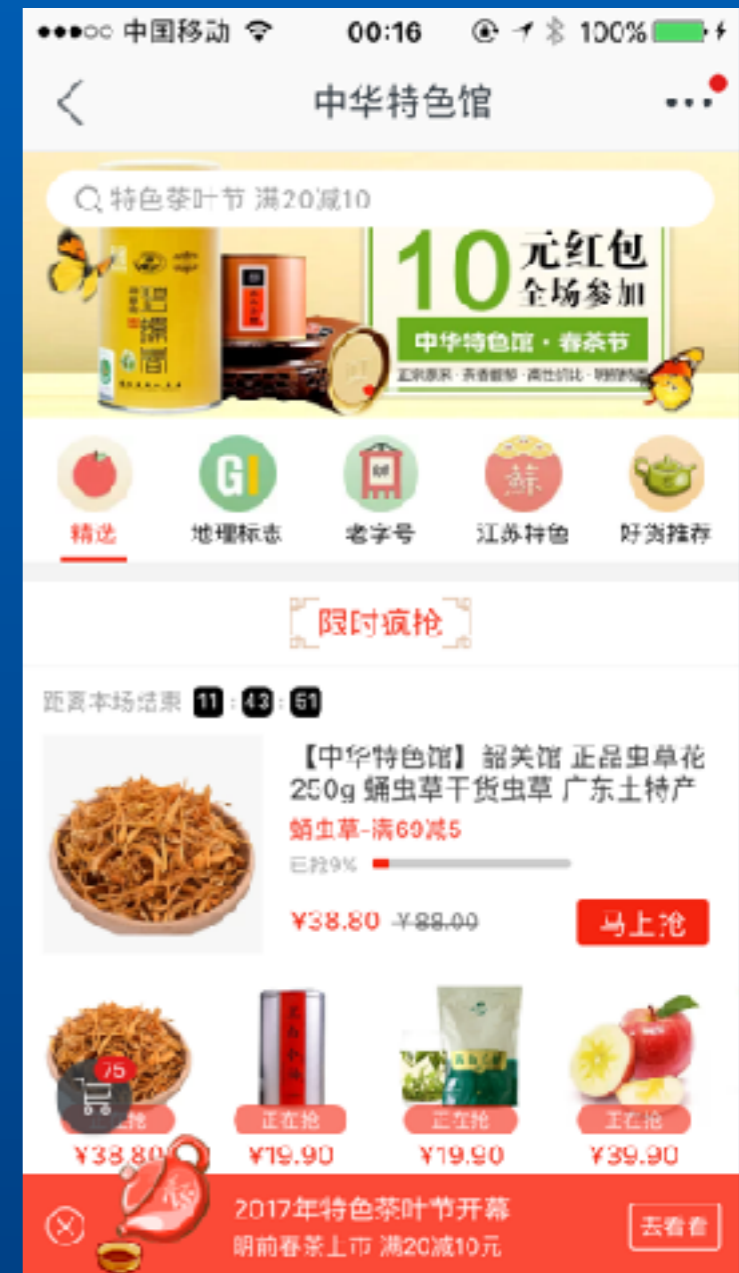 中国移动 00:16 100%
中华特色馆
特色茶叶节 满20减10
碧螺春
10元红包
全场参加
中华特色馆·春茶节
精选 地理标志 老字号 江苏特色 好货推荐
GI
蘇
限时疯抢
距离本场结束 11:43:51
【中华特色馆】韶关馆 正品虫草花
250g 蛹虫草干货虫草 广东土特产
蛹虫草-满69减5
已抢9%
¥38.80 ¥88.00 马上抢
75
正在抢 正在抢 正在抢 正在抢
¥38.80 ¥19.90 ¥19.90 ¥39.90
2017年特色茶叶节开幕
明前春茶上市 满20减10元
去看看